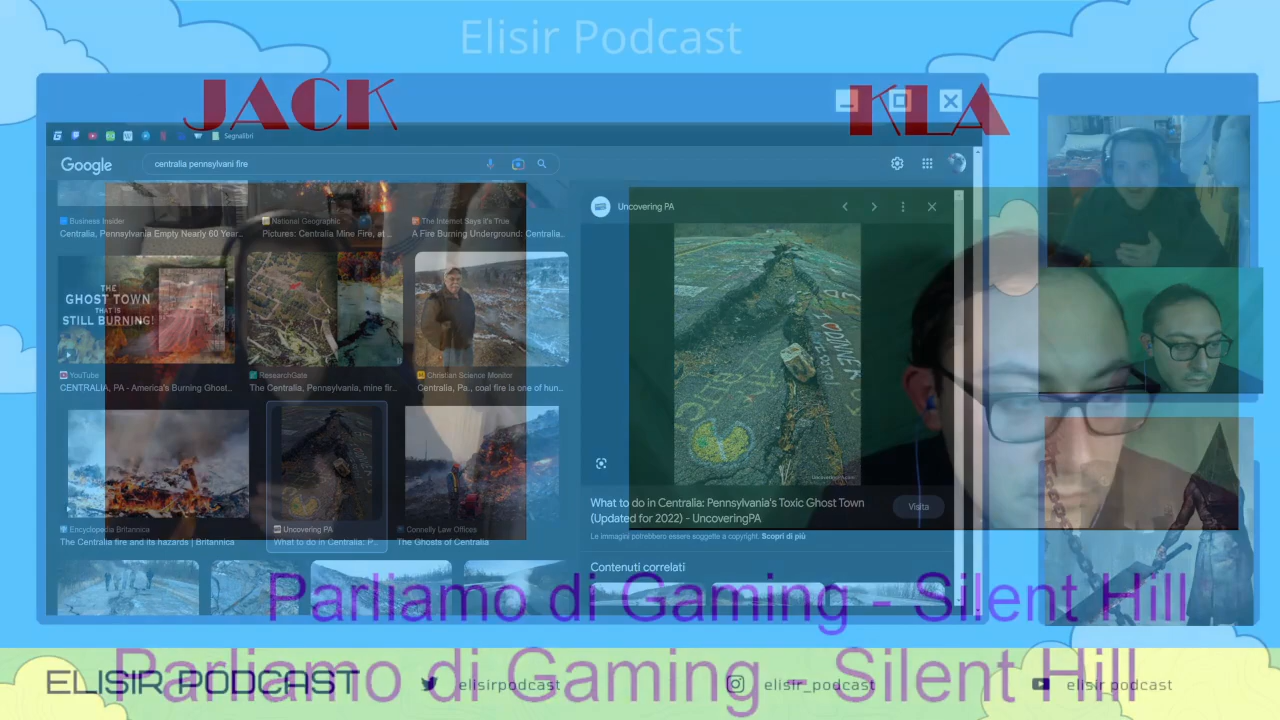 Elisir Podcast
JACK
KLA
Segnalibri
Google
centralia pennsylvani fire
Business Insider
Centralia, Pennsylvania Empty Nearly 60 Year...
National Geographic
Pictures: Centralia Mine Fire, at ...
The Internet Says it's True
A Fire Burning Underground: Centralia...
Uncovering PA
THE
GHOST TOWN
THAT IS
STILL BURNING!
YouTube
CENTRALIA, PA - America's Burning Ghost...
ResearchGate
The Centralia, Pennsylvania, mine fir...
Christian Science Monitor
Centralia, Pa., coal fire is one of hun...
Encyclopedia Britannica
The Centralia fire and its hazards | Britannica
Uncovering PA
What to do in Centralia: P...
Connelly Law Offices
The Ghosts of Centralia
What to do in Centralia: Pennsylvania's Toxic Ghost Town
(Updated for 2022) - UncoveringPA
Visita
Le immagini potrebbero essere soggette a copyright. Scopri di più
Contenuti correlati
Parliamo di Gaming - Silent Hill
Parliamo di Gaming - Silent Hill
ELISIR PODCAST
elisirpodcast
elisir_podcast
elisir podcast